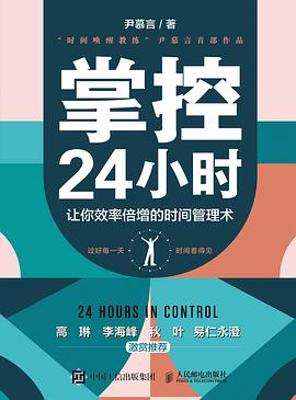 尹慕言/著
“时间唤醒教练”尹慕言首部作品
掌控
24小时
让你效率倍增的时间管理术
过好每一天 时间看得见
24 HOURS IN CONTROL
高 琳 李海峰 秋 叶 易仁永澄
激赏推荐
中国工信出版集团 人民邮电出版社